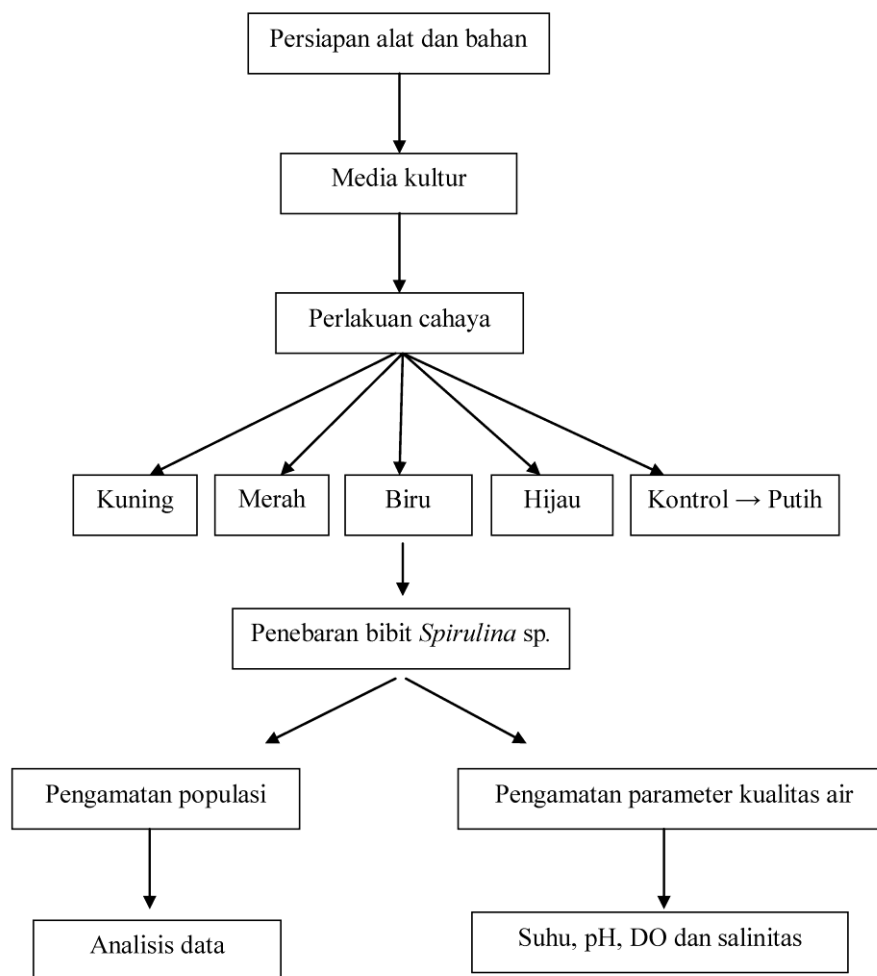 Persiapan alat dan bahan
Media kultur
Perlakuan cahaya
Kuning
Merah
Biru
Hijau
Kontrol → Putih
Penebaran bibit Spirulina sp.
Pengamatan populasi
Pengamatan parameter kualitas air
Analisis data
Suhu, pH, DO dan salinitas